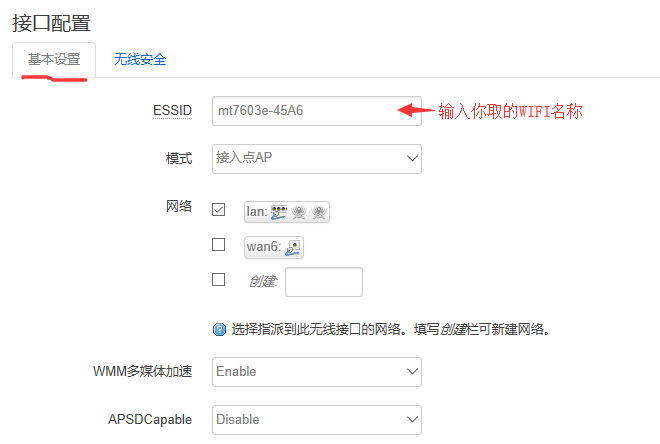 接口配置
基本设置 无线安全
ESSID mt7603e-45A6 输入你取的WIFI名称
模式 接入点AP
网络 lan:
wan6:
创建:
选择指派到此无线接口的网络。填写创建栏可新建网络。
WMM多媒体加速 Enable
APSDCapable Disable